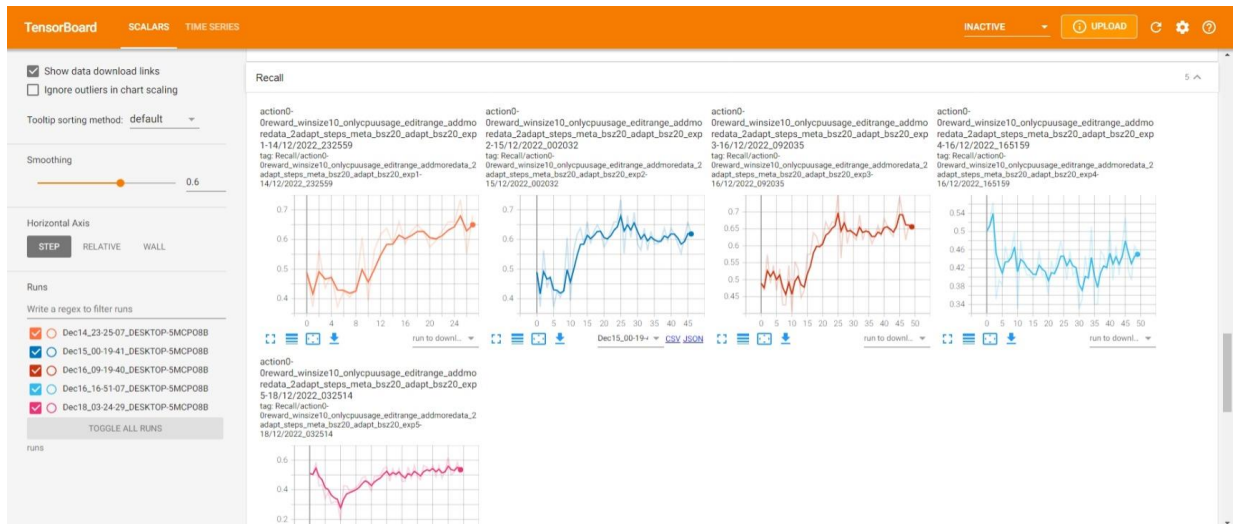 TensorBoard
SCALARS
TIME SERIES
INACTIVE
UPLOAD
Show data download links
Ignore outliers in chart scaling
Tooltip sorting method: default
Smoothing
0.6
Horizontal Axis
STEP
RELATIVE
WALL
Runs
Write a regex to filter runs
Dec14_23-25-07_DESKTOP-5MCPO8B
Dec15_00-19-41_DESKTOP-5MCPO8B
Dec16_09-19-40_DESKTOP-5MCPO8B
Dec16_16-51-07_DESKTOP-5MCPO8B
Dec18_03-24-29_DESKTOP-5MCPO8B
TOGGLE ALL RUNS
runs
Recall
5
action0-
0reward_winsize10_onlycpuusage_editrange_addmo
redata_2adapt_steps_meta_bsz20_adapt_bsz20_exp
1-14/12/2022_232559
tag: Recall/action0-
0reward_winsize10_onlycpuusage_editrange_addmoredata_2
adapt_steps_meta_bsz20_adapt_bsz20_exp1-
14/12/2022_232559
0.7
0.6
0.5
0.4
0 4 8 12 16 20 24
run to downl...
action0-
0reward_winsize10_onlycpuusage_editrange_addmo
redata_2adapt_steps_meta_bsz20_adapt_bsz20_exp
2-15/12/2022_002032
tag: Recall/action0-
0reward_winsize10_onlycpuusage_editrange_addmoredata_2
adapt_steps_meta_bsz20_adapt_bsz20_exp2-
15/12/2022_002032
0.7
0.6
0.5
0.4
0 5 10 15 20 25 30 35 40 45
Dec15_00-19-4
CSV JSON
action0-
0reward_winsize10_onlycpuusage_editrange_addmo
redata_2adapt_steps_meta_bsz20_adapt_bsz20_exp
3-16/12/2022_092035
tag: Recall/action0-
0reward_winsize10_onlycpuusage_editrange_addmoredata_2
adapt_steps_meta_bsz20_adapt_bsz20_exp3-
16/12/2022_092035
0.7
0.65
0.6
0.55
0.5
0.45
0 5 10 15 20 25 30 35 40 45 50
run to downl...
action0-
0reward_winsize10_onlycpuusage_editrange_addmo
redata_2adapt_steps_meta_bsz20_adapt_bsz20_exp
4-16/12/2022_165159
tag: Recall/action0-
0reward_winsize10_onlycpuusage_editrange_addmoredata_2
adapt_steps_meta_bsz20_adapt_bsz20_exp4-
16/12/2022_165159
0.54
0.5
0.46
0.42
0.38
0.34
0 5 10 15 20 25 30 35 40 45 50
run to downl...
action0-
0reward_winsize10_onlycpuusage_editrange_addmo
redata_2adapt_steps_meta_bsz20_adapt_bsz20_exp
5-18/12/2022_032514
tag: Recall/action0-
0reward_winsize10_onlycpuusage_editrange_addmoredata_2
adapt_steps_meta_bsz20_adapt_bsz20_exp5-
18/12/2022_032514
0.6
0.4
0.2